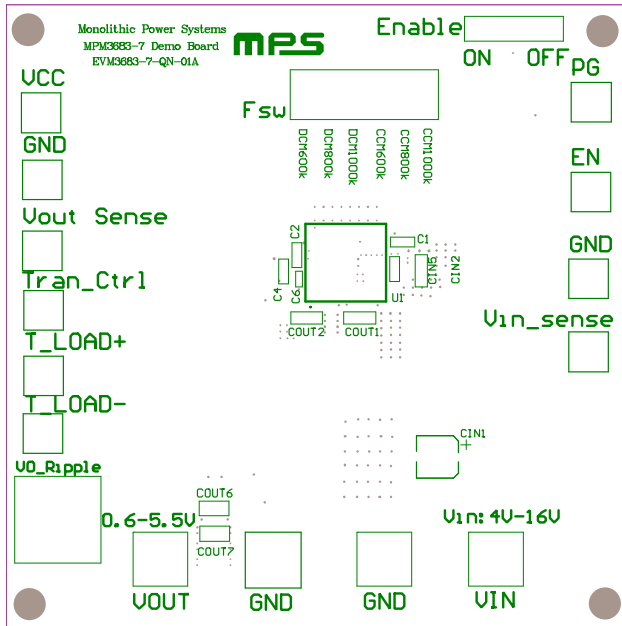 Monolithic Power Systems
MPM3683-7 Demo Board
EVM3683-7-QN-01A
mps
Enable
ON
OFF
VCC
PG
Fsw
GND
DCM600k
DCM800k
DCM1000k
CCM600k
CCM800k
CCM1000k
EN
Vout Sense
C2
C1
GND
CIN5
CIN2
Tran_Ctrl
C4
C6
U1
Vin_sense
COUT2
COUT1
T_LOAD+
T_LOAD-
CIN1
VO_Ripple
COUT6
0.6-5.5V
Vin: 4V-16V
COUT7
VOUT
GND
GND
VIN